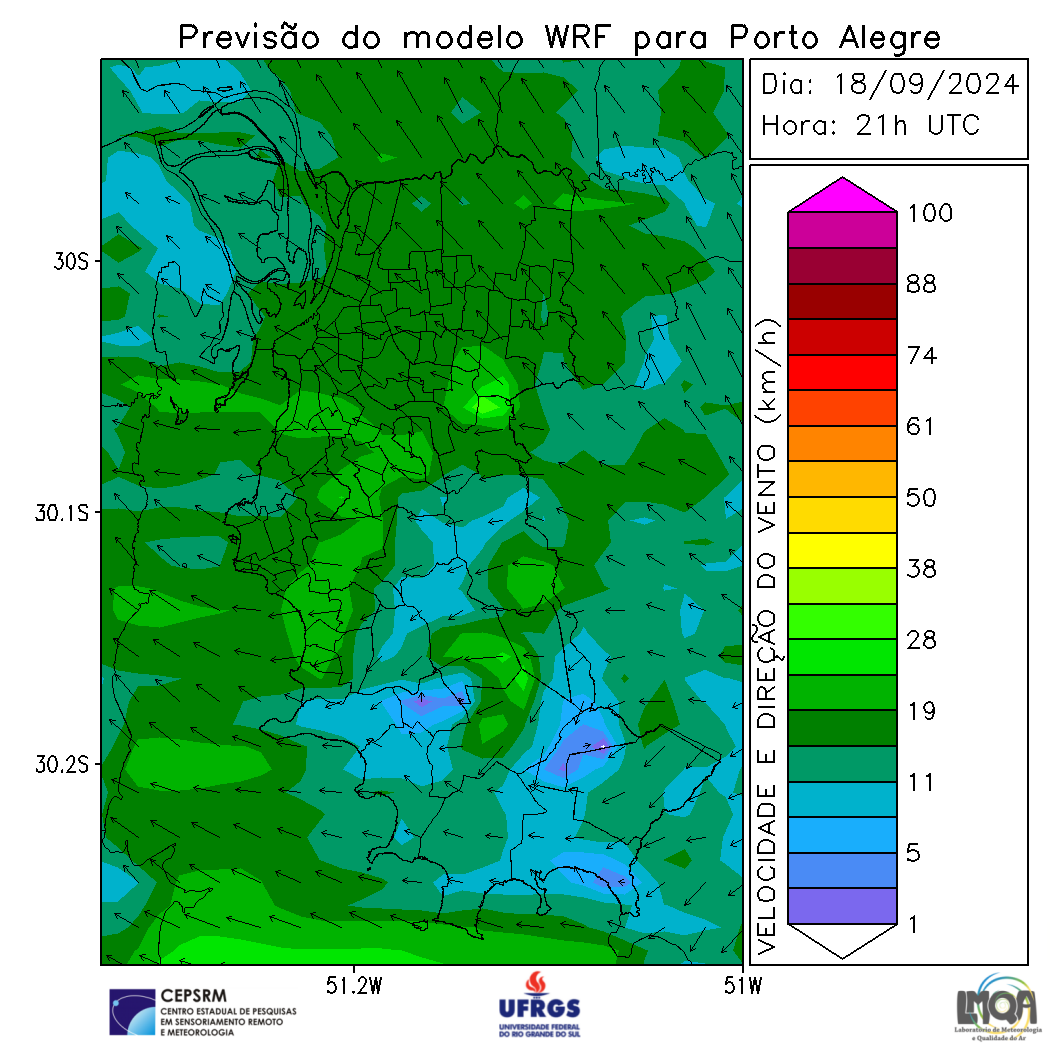 Previsão do modelo WRF para Porto Alegre
Dia: 18/09/2024
Hora: 21h UTC
30S
30.1S
30.2S
51.2W
51W
VELOCIDADE E DIREÇÃO DO VENTO (km/h)
100
88
74
61
50
38
28
19
11
5
1
CEPSRM
CENTRO ESTADUAL DE PESQUISAS
EM SENSORIAMENTO REMOTO
E METEOROLOGIA
UFRGS
UNIVERSIDADE FEDERAL
DO RIO GRANDE DO SUL
LMQA
Laboratório de Meteorologia
e Qualidade do Ar